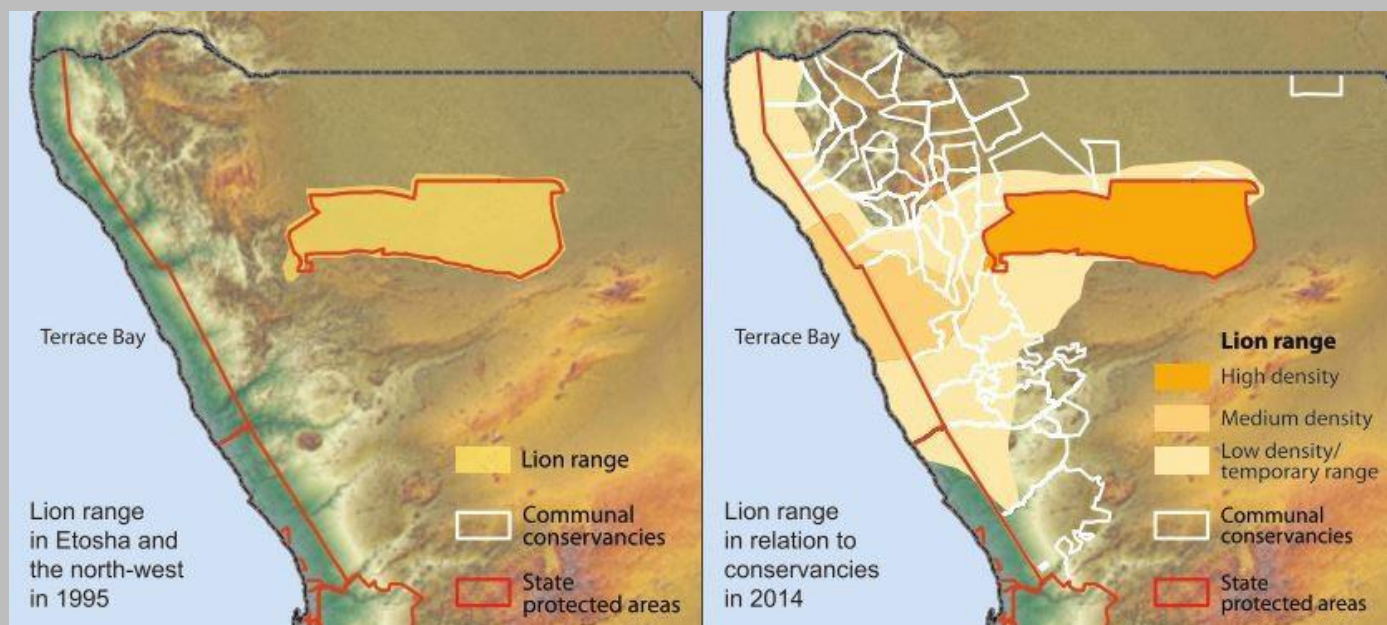 Terrace Bay
Lion range
Communal
conservancies
State
protected areas
Lion range
in Etosha and
the north-west
in 1995
Terrace Bay
Lion range
High density
Medium density
Low density/
temporary range
Communal
conservancies
State
protected areas
Lion range
in relation to
conservancies
in 2014